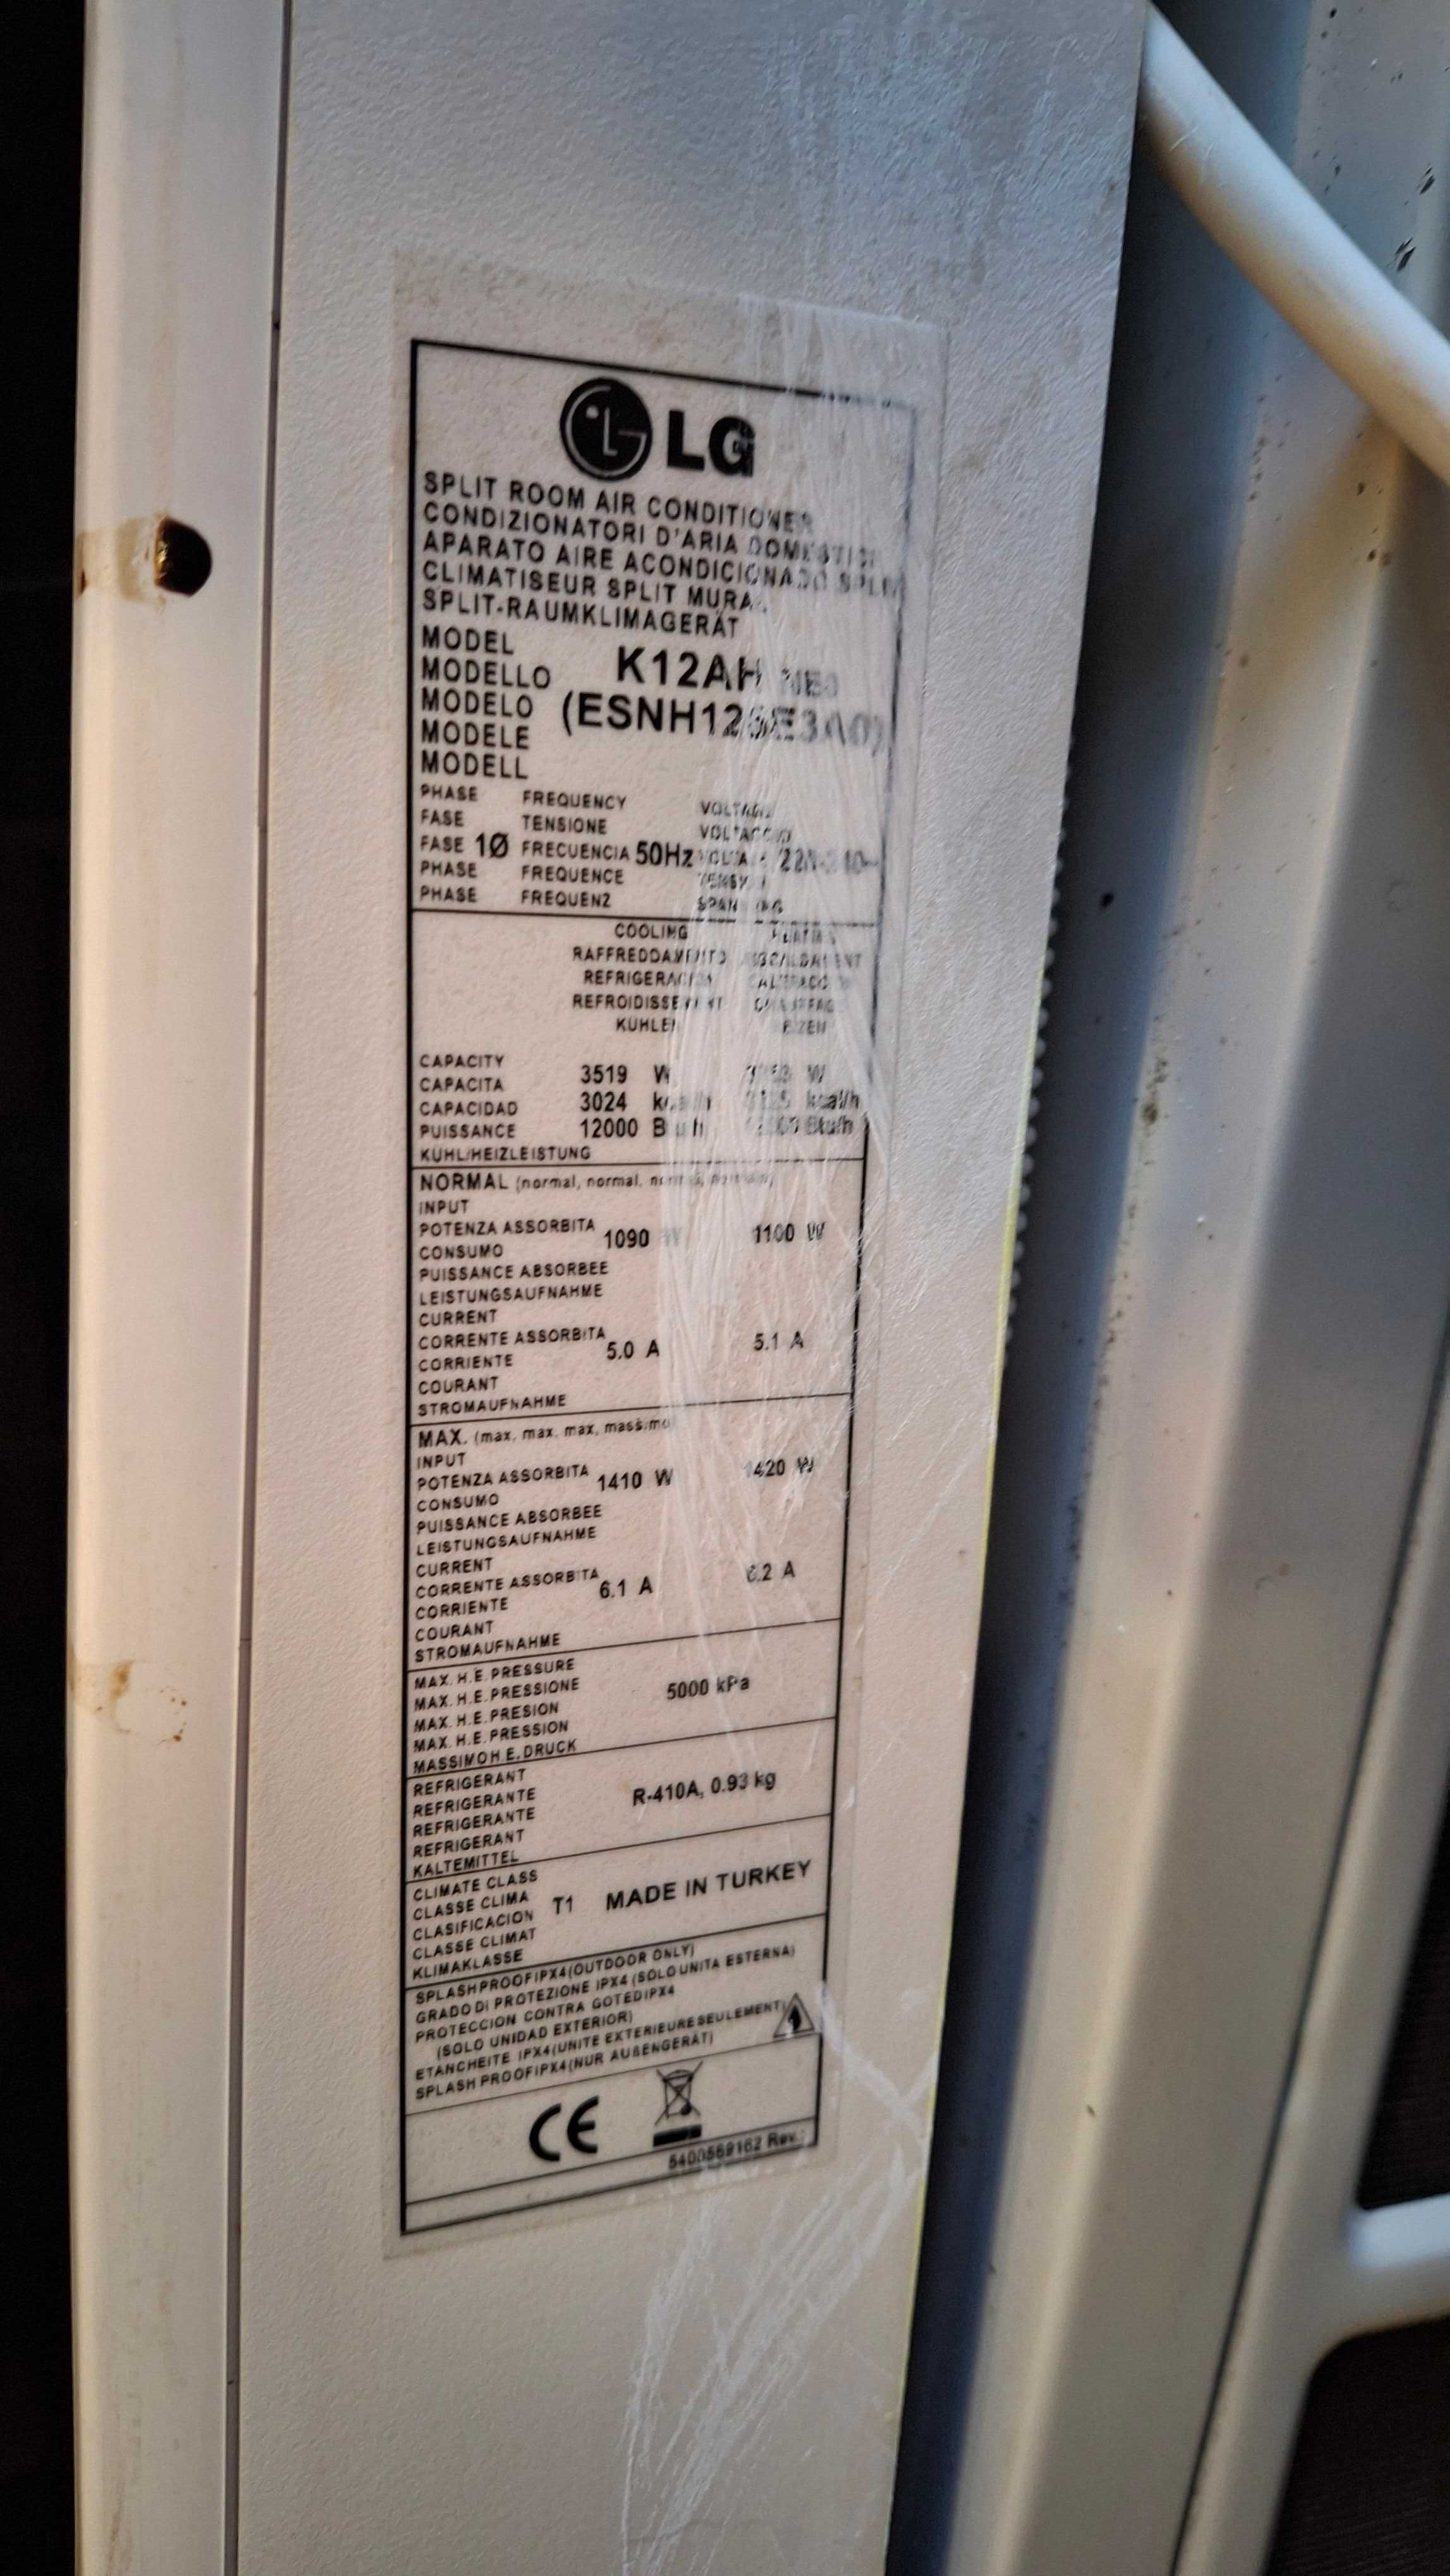 LG
SPLIT ROOM AIR CONDITIONER
CONDIZIONATORI D'ARIA DOMESTICI
APARATO AIRE ACONDICIONADO SPLIT
CLIMATISEUR SPLIT MURAL
SPLIT-RAUMKLIMAGERÄT
MODEL
MODELLO K12AH
MODELO
MODELE
MODELL
PHASE FREQUENCY VOLTAGE
FASE TENSIONE VOLTAGGIO
FASE 1Ø FRECUENCIA 50Hz
PHASE FREQUENCE
PHASE FREQUENZ
COOLING
RAFFREDDAMENTO
REFRIGERACION
REFROIDISSEMENT
KUHLEN
CAPACITY
CAPACITA 3519 W W
CAPACIDAD 3024 kcal/h kcal/h
PUISSANCE 12000 Btu/h Btu/h
KUHL/HEIZLEISTUNG
NORMAL (normal, normal,
INPUT
POTENZA ASSORBITA 1090 W 1100 W
CONSUMO
PUISSANCE ABSORBEE
LEISTUNGSAUFNAHME
CURRENT
CORRENTE ASSORBITA 5.0 A 5.1 A
CORRIENTE
COURANT
STROMAUFNAHME
MAX. (max. max. max, massimo
INPUT
POTENZA ASSORBITA 1410 W 1420 W
CONSUMO
PUISSANCE ABSORBEE
LEISTUNGSAUFNAHME
CURRENT
CORRENTE ASSORBITA 6.1 A 6.2 A
CORRIENTE
COURANT
STROMAUFNAHME
MAX. H.E. PRESSURE
MAX. H.E. PRESSIONE 5000 kPa
MAX. H.E. PRESION
MAX. H.E. PRESSION
MASSIMO H.E. DRUCK
REFRIGERANT
REFRIGERANTE R-410A, 0.93 kg
REFRIGERANTE
REFRIGERANT
KALTEMITTEL
CLIMATE CLASS
CLASSE CLIMA T1 MADE IN TURKEY
CLASIFICACION
CLASSE CLIMAT
KLIMAKLASSE
SPLASH PROOF IPX4 (OUTDOOR ONLY)
GRADO DI PROTEZIONE IPX4 (SOLO UNITA ESTERNA)
PROTECCION CONTRA GOTED IPX4
(SOLO UNIDAD EXTERIOR)
ETANCHEITE IPX4 (UNITE EXTERIEURE SEULEMENT)
SPLASH PROOF IPX4 (NUR AUßENGERÄT)
CE
5400569162 Rev.